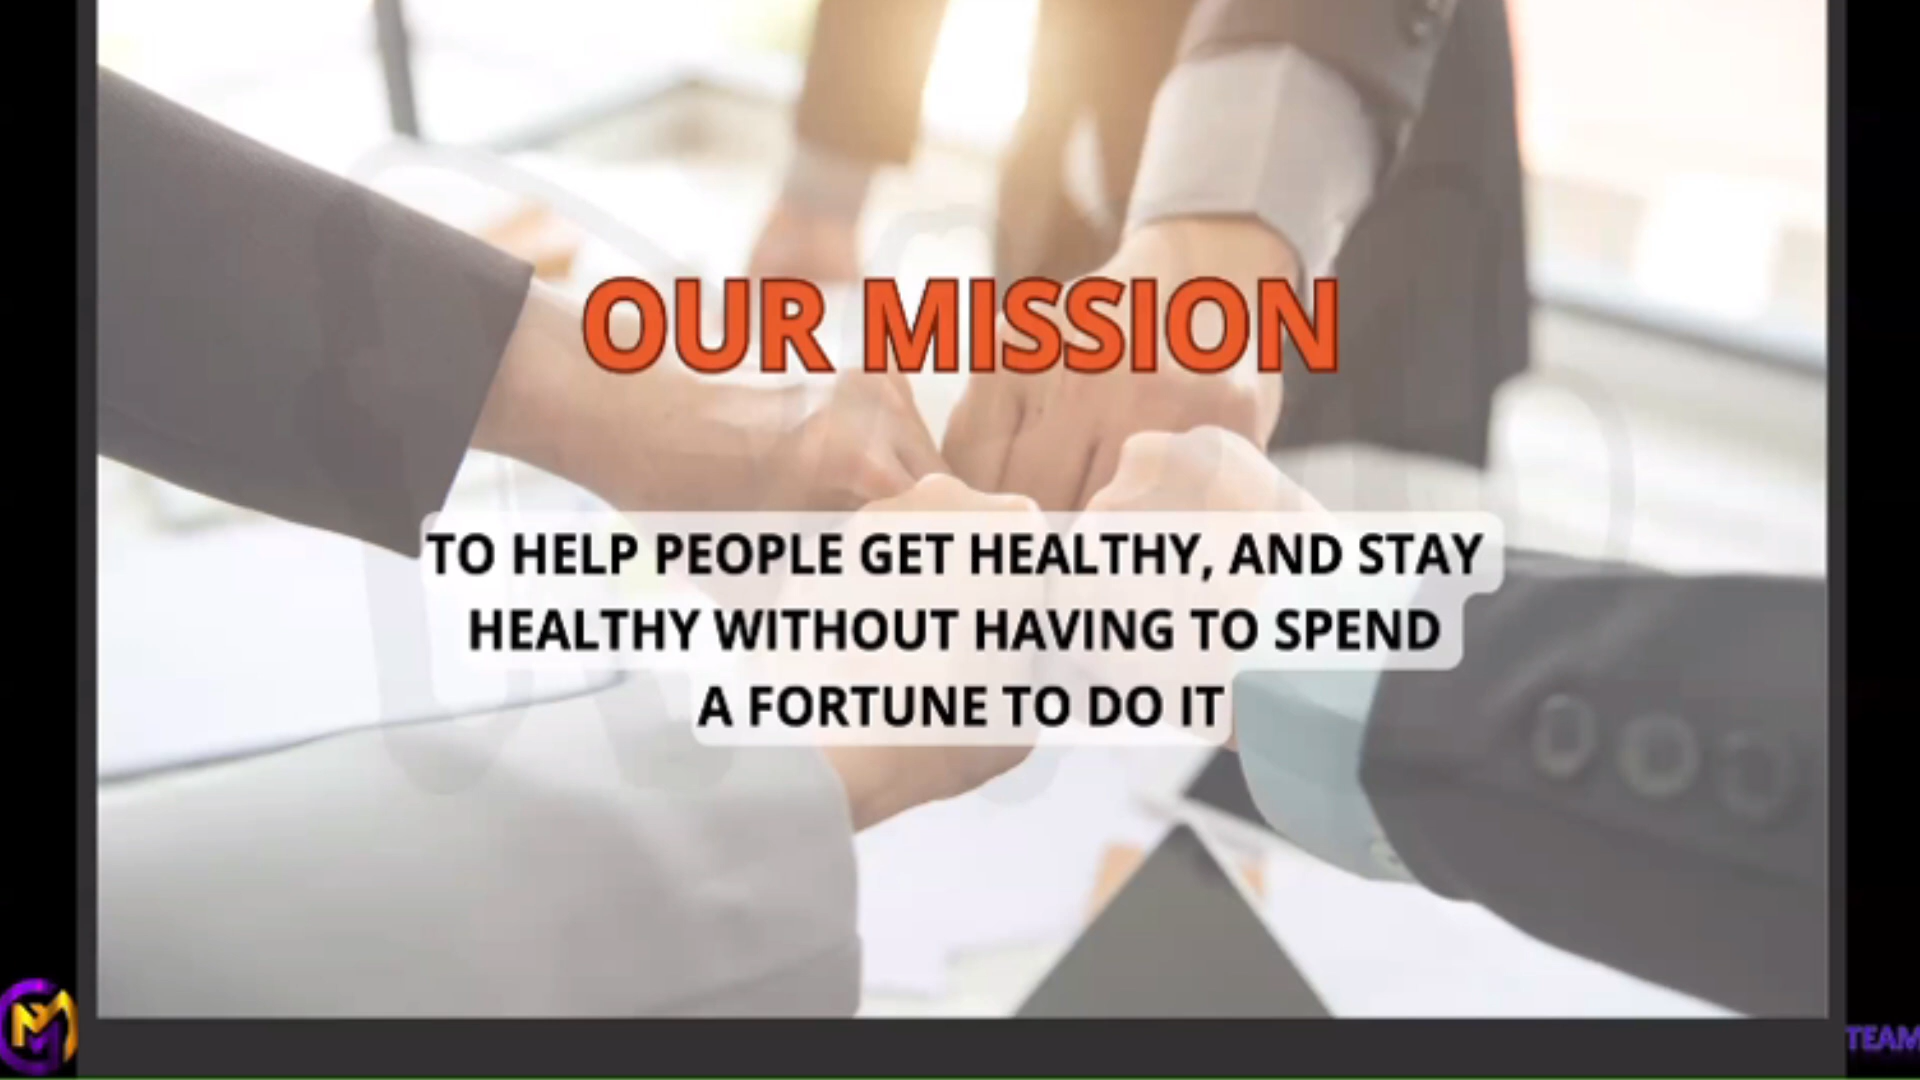 OUR MISSION
TO HELP PEOPLE GET HEALTHY, AND STAY
HEALTHY WITHOUT HAVING TO SPEND
A FORTUNE TO DO IT
TEAM